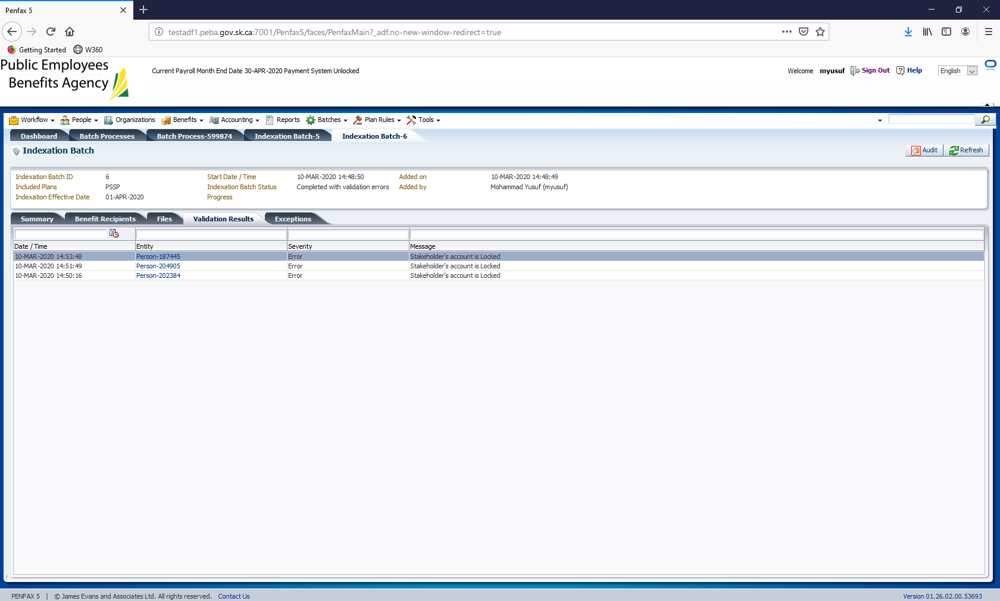 Penfax 5
testadf1.peba.gov.sk.ca:7001/Penfax5/faces/PenfaxMain?_adf.no-new-window-redirect=true
Getting Started W360
Public Employees
Benefits Agency
Current Payroll Month End Date 30-APR-2020 Payment System Unlocked
Welcome myusuf Sign Out Help English
Workflow People Organizations Benefits Accounting Reports Batches Plan Rules Tools
Dashboard Batch Processes Batch Process-599874 Indexation Batch-5 Indexation Batch-6
Indexation Batch
Audit Refresh
Indexation Batch ID 6 Start Date / Time 10-MAR-2020 14:48:50 Added on 10-MAR-2020 14:48:49
Included Plans PSSP Indexation Batch Status Completed with validation errors Added by Mohammad Yusuf (myusuf)
Indexation Effective Date 01-APR-2020 Progress
Summary Benefit Recipients Files Validation Results Exceptions
Date / Time Entity Severity Message
10-MAR-2020 14:53:48 Person-187445 Error Stakeholder's account is Locked
10-MAR-2020 14:51:49 Person-204905 Error Stakeholder's account is Locked
10-MAR-2020 14:50:16 Person-202384 Error Stakeholder's account is Locked
PENFAX 5 | © James Evans and Associates Ltd. All rights reserved. Contact Us
Version 01.26.02.00.53693